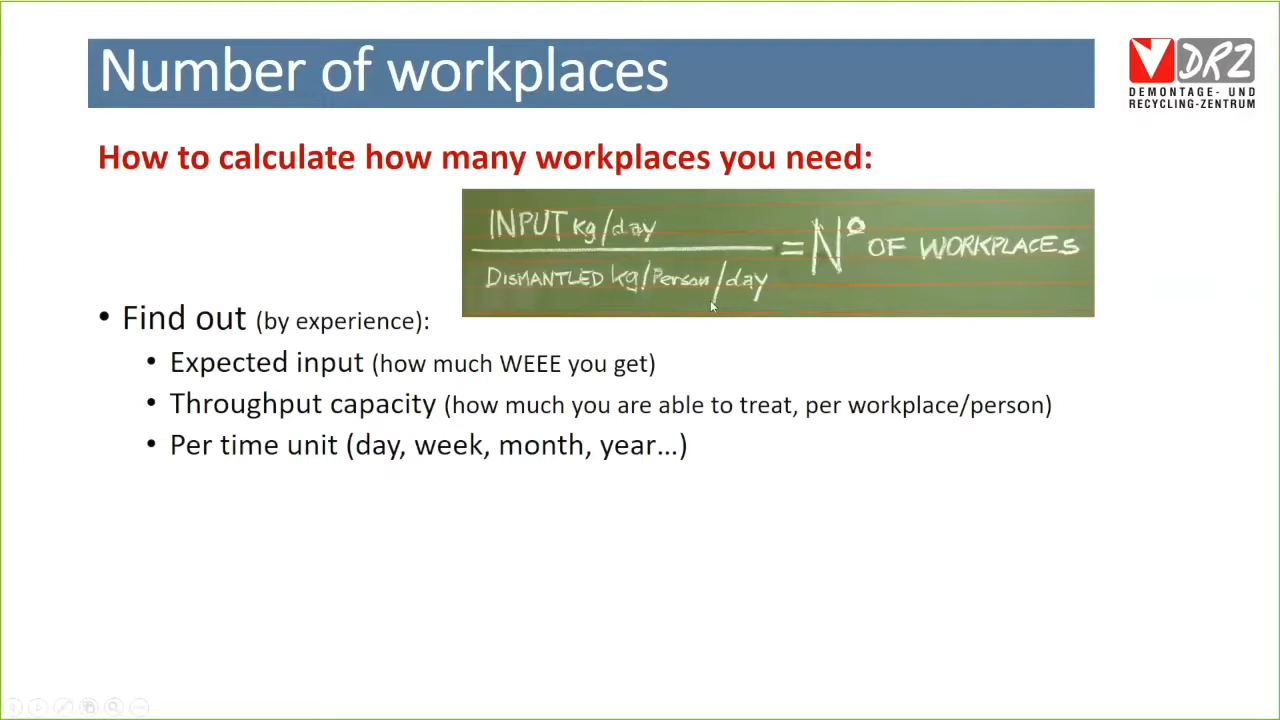 Number of workplaces
DRZ
DEMONTAGE- UND
RECYCLING-ZENTRUM
How to calculate how many workplaces you need:
INPUT kg/day
DISMANTLED kg/Person/day
= Nº OF WORKPLACES
• Find out (by experience):
• Expected input (how much WEEE you get)
• Throughput capacity (how much you are able to treat, per workplace/person)
• Per time unit (day, week, month, year…)